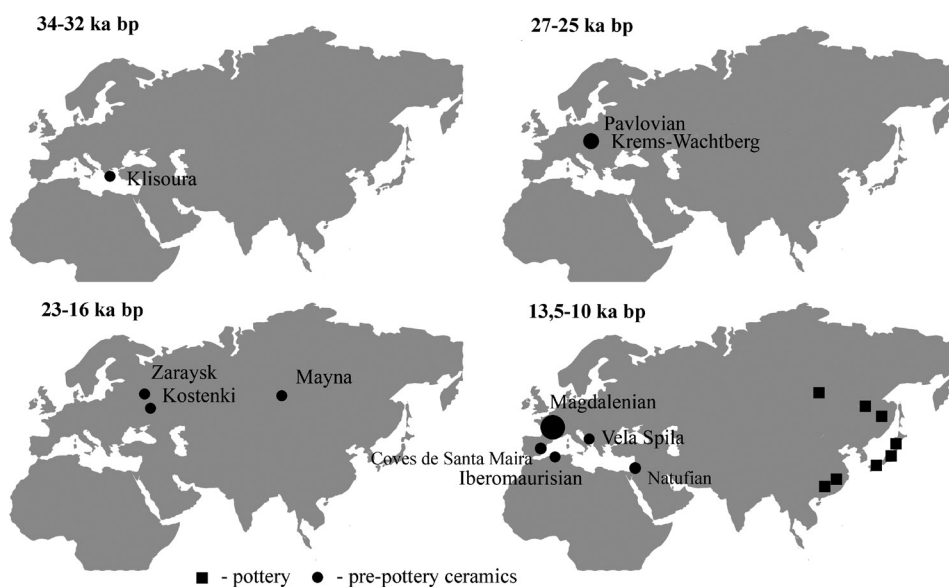 34-32 ka bp
Klisoura
27-25 ka bp
Pavlovian
Krems-Wachtberg
23-16 ka bp
Zaraysk
Kostenki
Mayna
13,5-10 ka bp
Magdalenian
Vela Spila
Coves de Santa Maira
Iberomaurisian
Natufian
- pottery
- pre-pottery ceramics